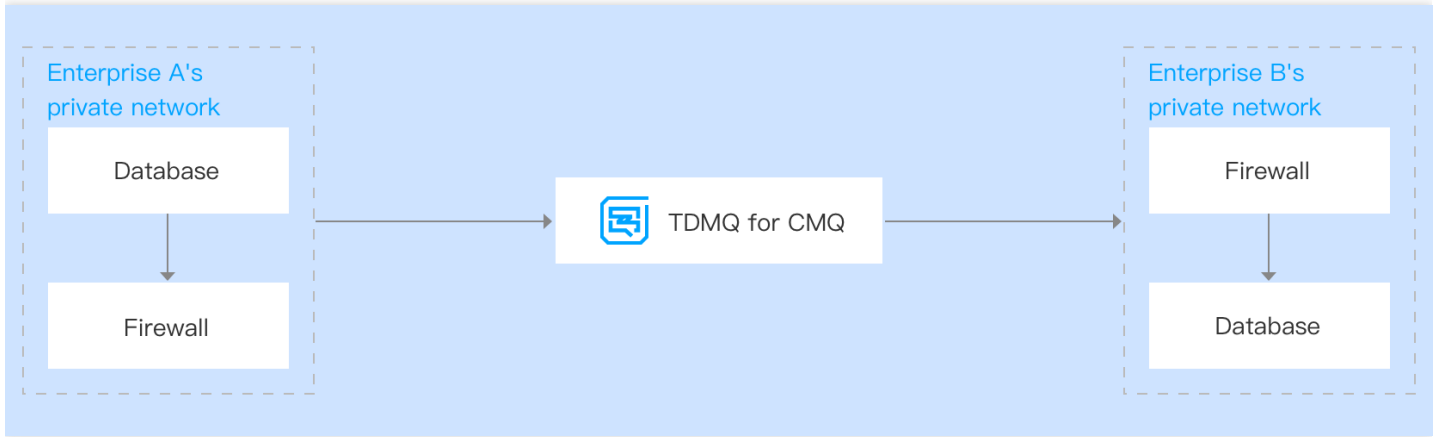 Enterprise A's
private network
Database
Firewall
TDMQ for CMQ
Enterprise B's
private network
Firewall
Database